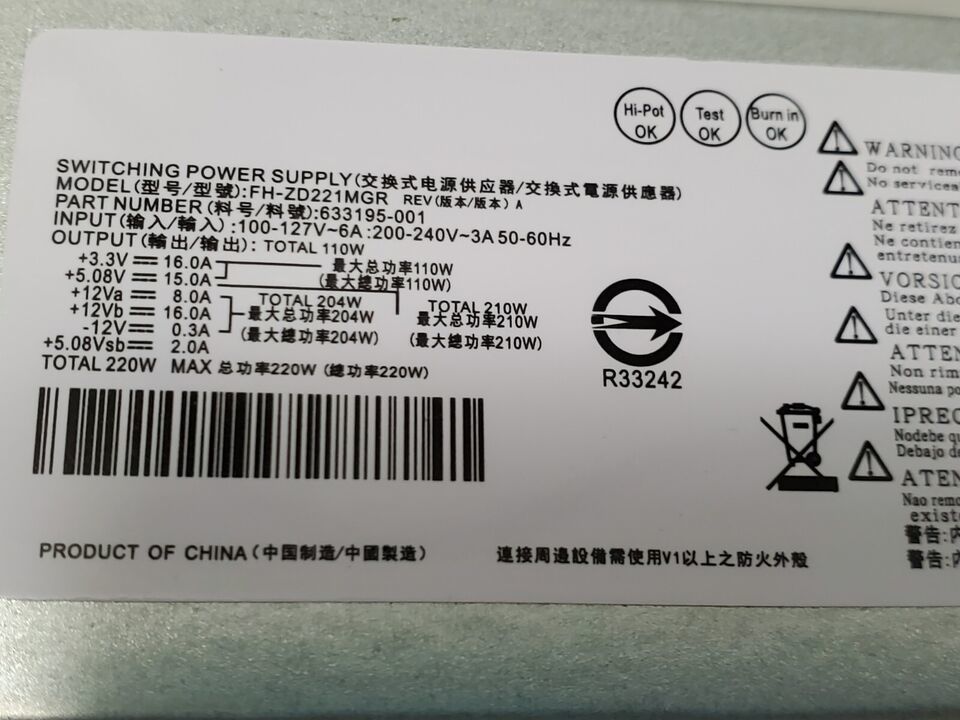 Hi-Pot OK
Test OK
Burn in OK
SWITCHING POWER SUPPLY(交換式电源供应器/交換式電源供應器)
MODEL(型号/型號):FH-ZD221MGR REV(版本/版本) A
PART NUMBER(料号/料號):633195-001
INPUT(输入/輸入):100-127V~6A :200-240V~3A 50-60Hz
OUTPUT(輸出/输出): TOTAL 110W
+3.3V 16.0A 最大总功率110W
+5.08V 15.0A (最大總功率110W)
+12Va 8.0A TOTAL 204W TOTAL 210W
+12Vb 16.0A 最大总功率204W 最大总功率210W
-12V 0.3A (最大總功率204W) (最大總功率210W)
+5.08Vsb 2.0A
TOTAL 220W MAX 总功率220W (總功率220W)
R33242
PRODUCT OF CHINA(中国制造/中國製造)
連接周邊設備需使用V1以上之防火外殼
WARNING
Do not remo
No services
ATTENT
Ne retirez
Ne contien
entretenus
VORSIC
Diese Abd
Unter die
die einer
ATTEN
Non rim
Nessuna po
IPREC
Nodebe qu
Debajo de
ATEN
Nao remo
exist
警告:内
警告:内